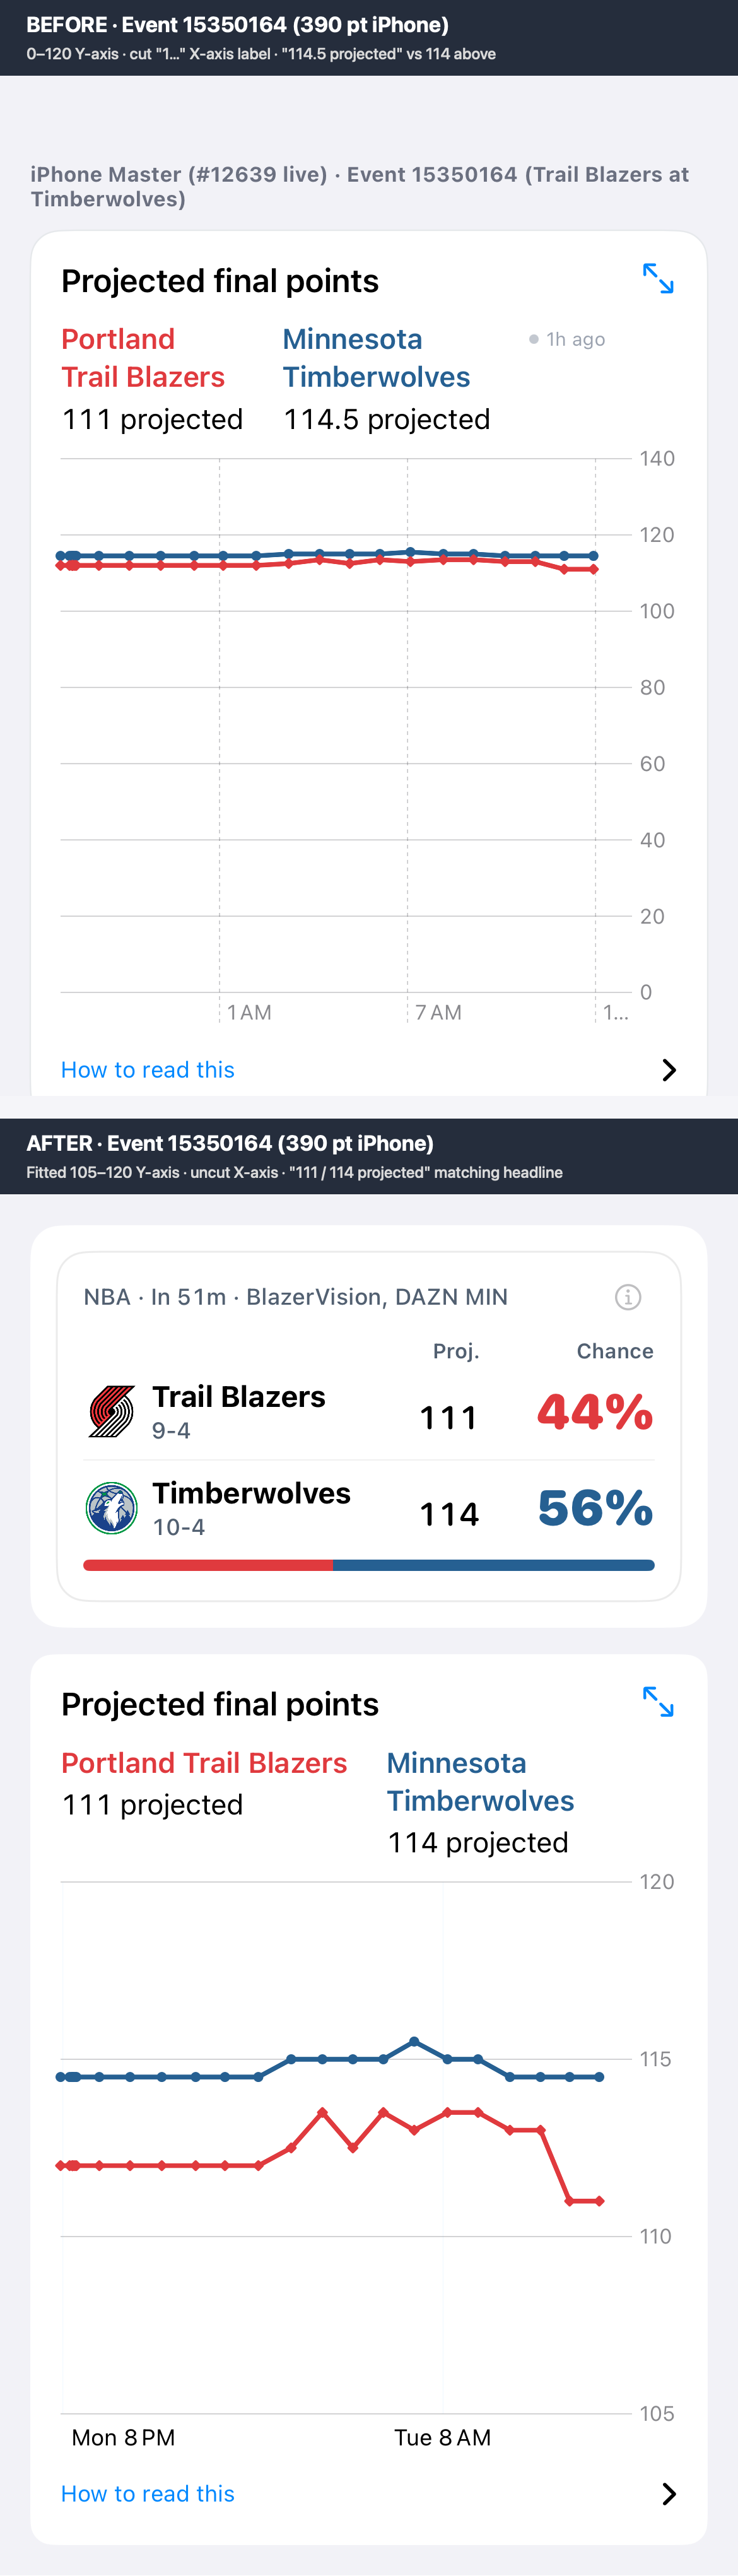 BEFORE · Event 15350164 (390 pt iPhone)
0–120 Y-axis · cut "1..." X-axis label · "114.5 projected" vs 114 above
iPhone Master (#12639 live) · Event 15350164 (Trail Blazers at
Timberwolves)
Projected final points
Portland
Trail Blazers
111 projected
Minnesota
Timberwolves
114.5 projected
1h ago
140
120
100
80
60
40
20
0
1 AM
7 AM
1...
How to read this
AFTER · Event 15350164 (390 pt iPhone)
Fitted 105–120 Y-axis · uncut X-axis · "111 / 114 projected" matching headline
NBA · In 51m · BlazerVision, DAZN MIN
Proj.
Chance
Trail Blazers
9-4
111
44%
Timberwolves
10-4
114
56%
Projected final points
Portland Trail Blazers
111 projected
Minnesota
Timberwolves
114 projected
120
115
110
105
Mon 8 PM
Tue 8 AM
How to read this